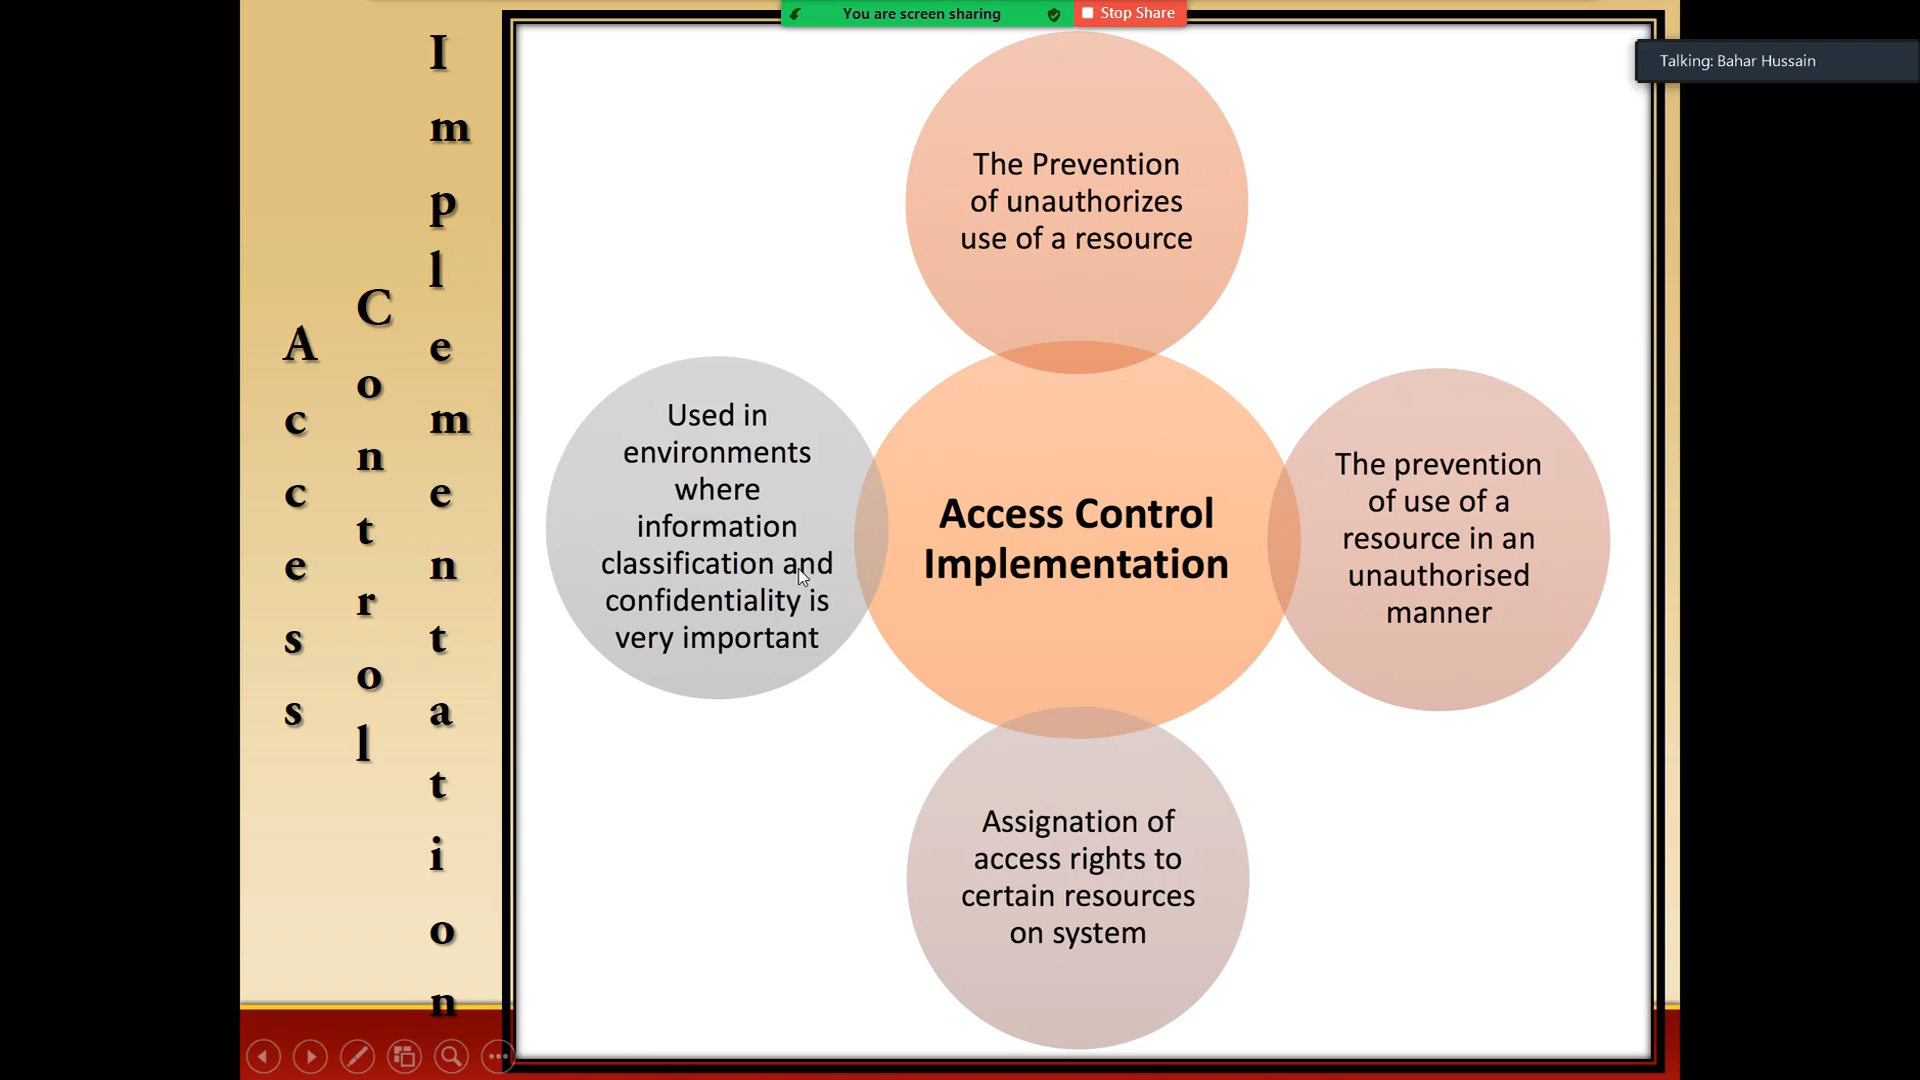 You are screen sharing
Stop Share
Talking: Bahar Hussain
Access
Control
Implementation
The Prevention
of unauthorizes
use of a resource
Used in
environments
where
information
classification and
confidentiality is
very important
Access Control
Implementation
The prevention
of use of a
resource in an
unauthorised
manner
Assignation of
access rights to
certain resources
on system